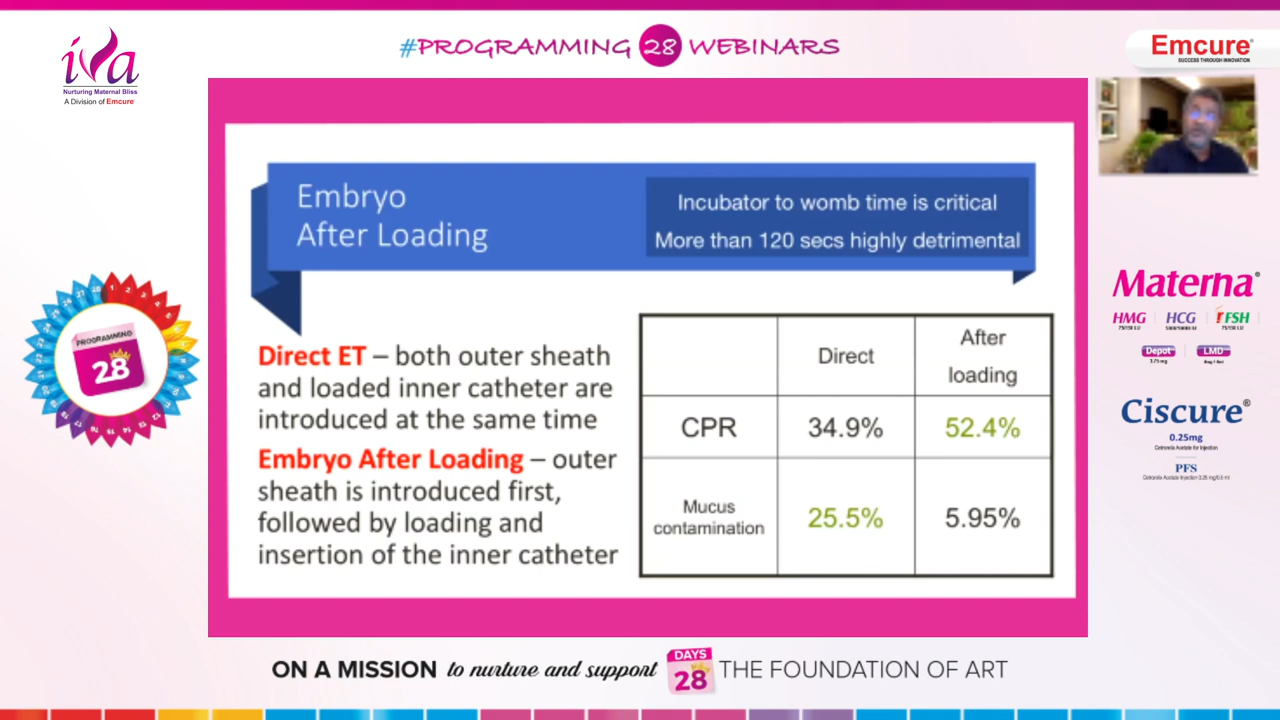 iva
Nurturing Maternal Bliss
A Division of Emcure
#PROGRAMMING 28 WEBINARS
Emcure®
SUCCESS THROUGH INNOVATION
Embryo
After Loading
Incubator to womb time is critical
More than 120 secs highly detrimental
Direct ET – both outer sheath
and loaded inner catheter are
introduced at the same time
Embryo After Loading – outer
sheath is introduced first,
followed by loading and
insertion of the inner catheter
Direct
After
loading
CPR
34.9%
52.4%
Mucus
contamination
25.5%
5.95%
PROGRAMMING
28
Materna®
HMG
HCG
rFSH
Depot
LMD
Ciscure®
0.25mg
PFS
ON A MISSION to nurture and support DAYS 28 THE FOUNDATION OF ART